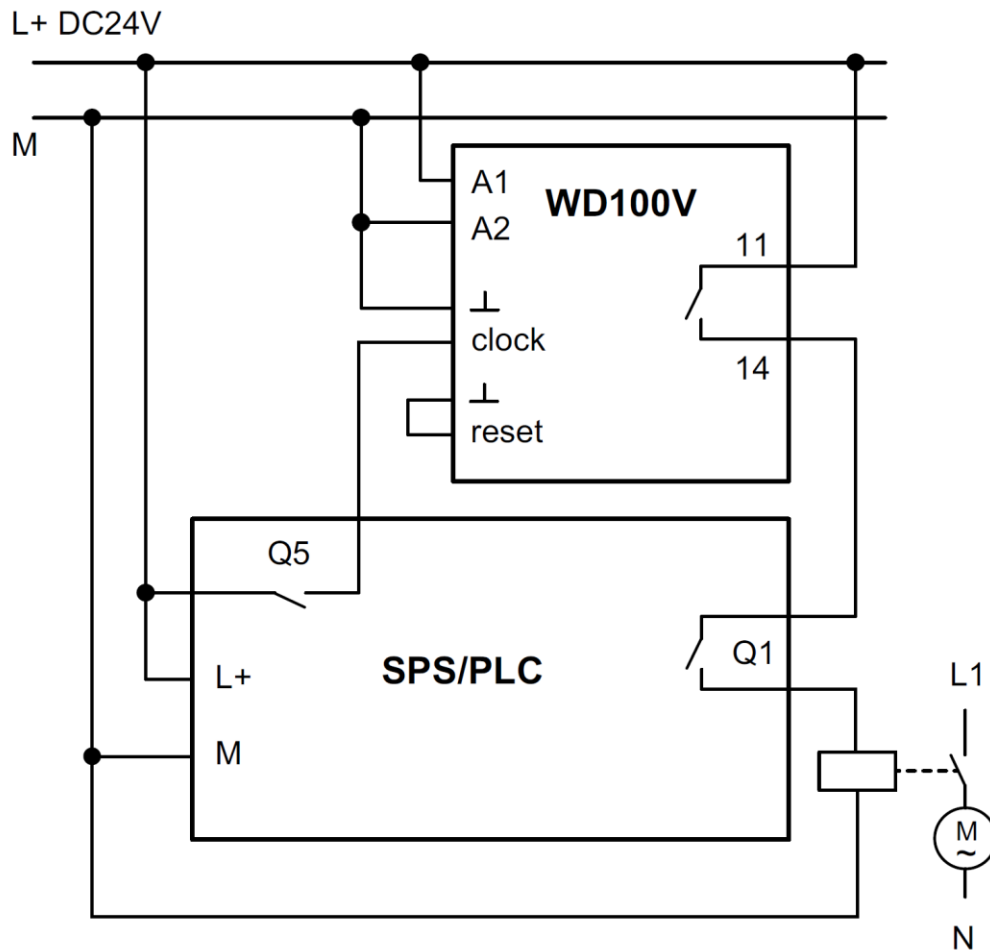 L+ DC24V
M
A1
WD100V
A2
11
⊥
clock
14
⊥
reset
Q5
SPS/PLC
Q1
L+
L1
M
M
~
N